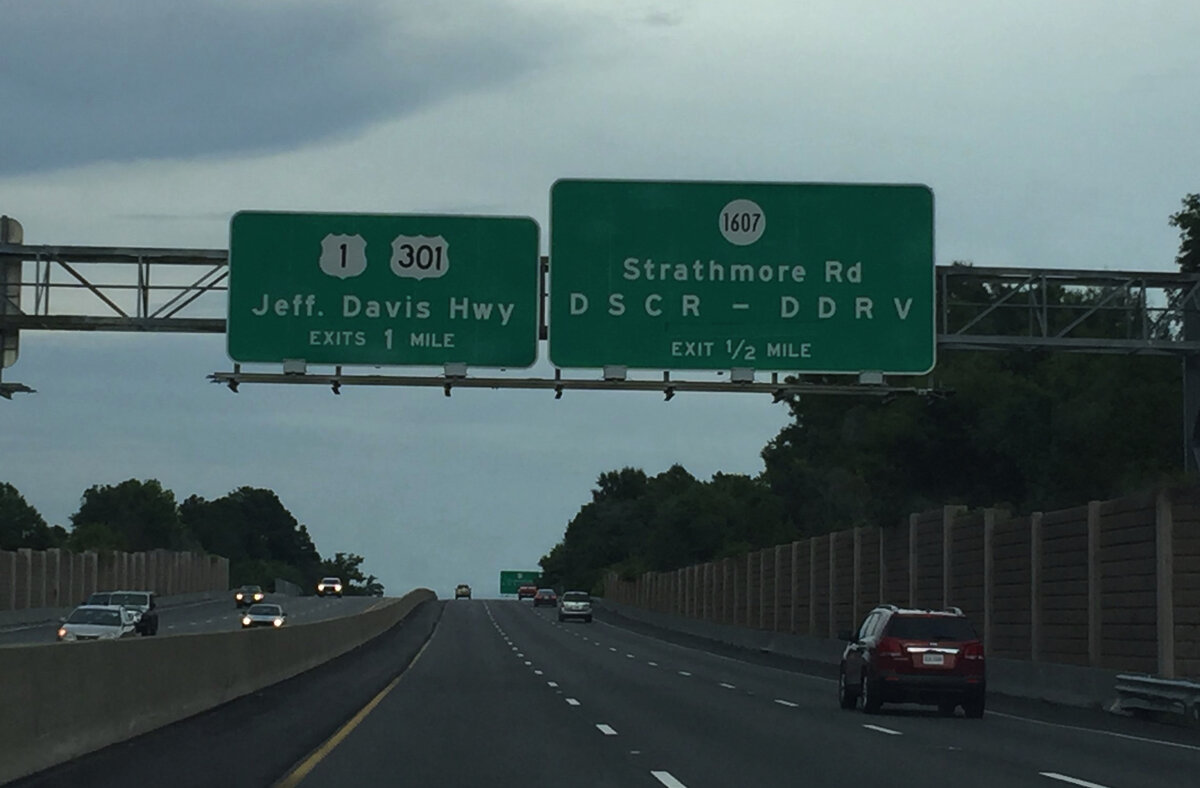 1 301
Jeff. Davis Hwy
EXITS 1 MILE
1607
Strathmore Rd
DSCR - DDRV
EXIT 1/2 MILE